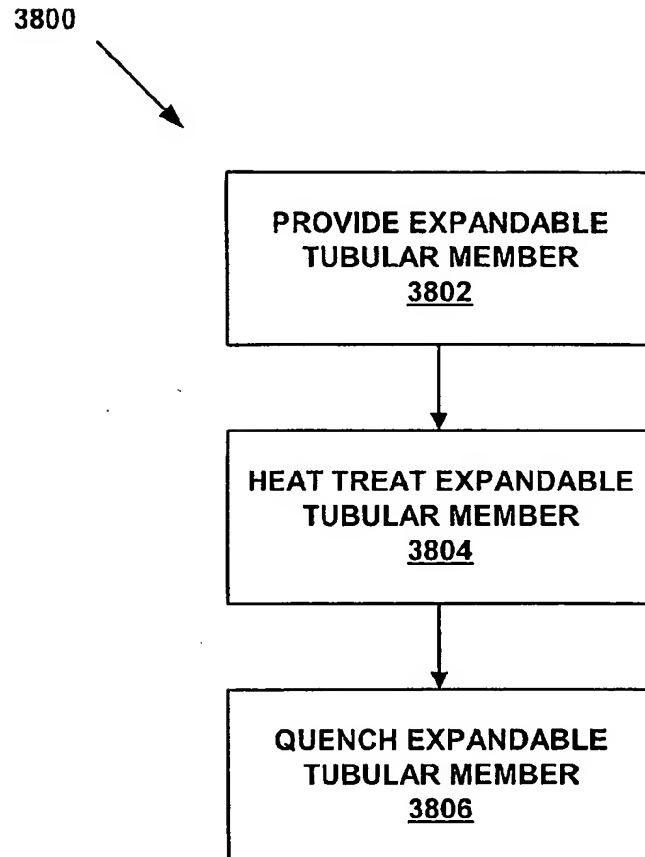 3800
PROVIDE EXPANDABLE
TUBULAR MEMBER
3802
HEAT TREAT EXPANDABLE
TUBULAR MEMBER
3804
QUENCH EXPANDABLE
TUBULAR MEMBER
3806